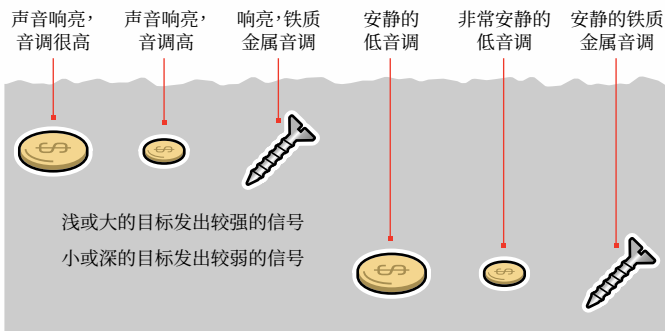 声音响亮，
音调很高
声音响亮，
音调高
响亮，铁质
金属音调
安静的
低音调
非常安静的
低音调
安静的铁质
金属音调
浅或大的目标发出较强的信号
小或深的目标发出较弱的信号
$
$
$
$